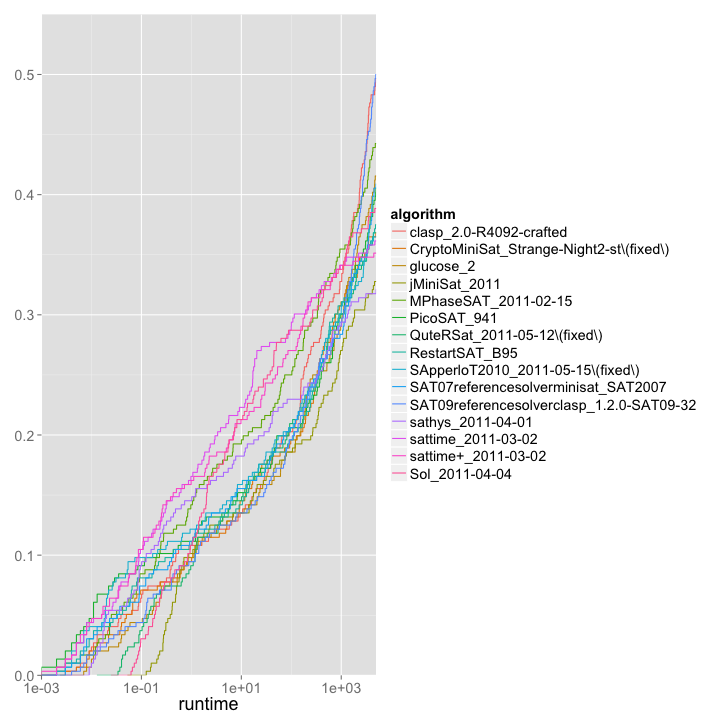 0.5
0.4
0.3
0.2
0.1
0.0
1e-03 1e-01 1e+01 1e+03
runtime
algorithm
clasp_2.0-R4092-crafted
CryptoMiniSat_Strange-Night2-st\(fixed\)
glucose_2
jMiniSat_2011
MPhaseSAT_2011-02-15
PicoSAT_941
QuteRSat_2011-05-12\(fixed\)
RestartSAT_B95
SApperloT2010_2011-05-15\(fixed\)
SAT07referencesolverminisat_SAT2007
SAT09referencesolverclasp_1.2.0-SAT09-32
sathys_2011-04-01
sattime_2011-03-02
sattime+_2011-03-02
Sol_2011-04-04